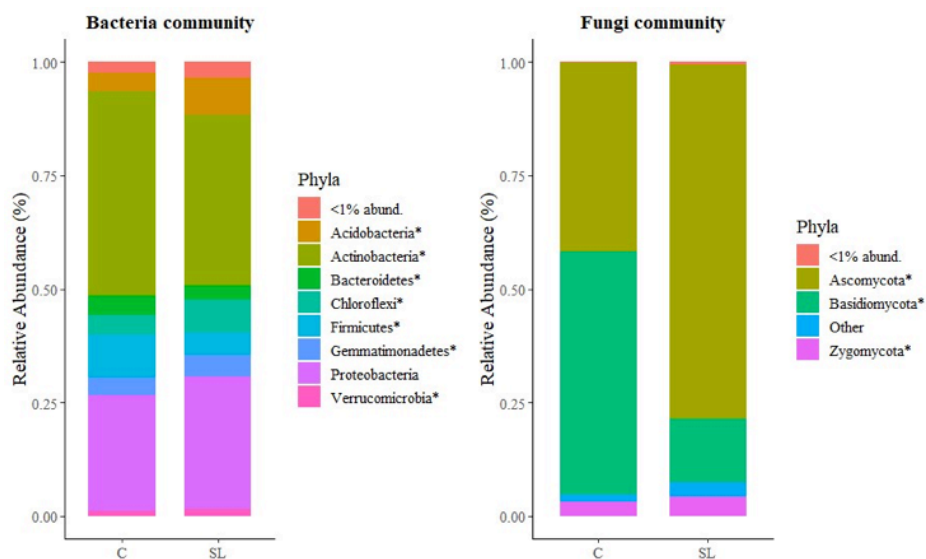 Bacteria community
Relative Abundance (%)
1.00
0.75
0.50
0.25
0.00
C SL
Phyla
<1% abund.
Acidobacteria*
Actinobacteria*
Bacteroidetes*
Chloroflexi*
Firmicutes*
Gemmatimonadetes*
Proteobacteria
Verrucomicrobia*
Fungi community
Relative Abundance (%)
1.00
0.75
0.50
0.25
0.00
C SL
Phyla
<1% abund.
Ascomycota*
Basidiomycota*
Other
Zygomycota*